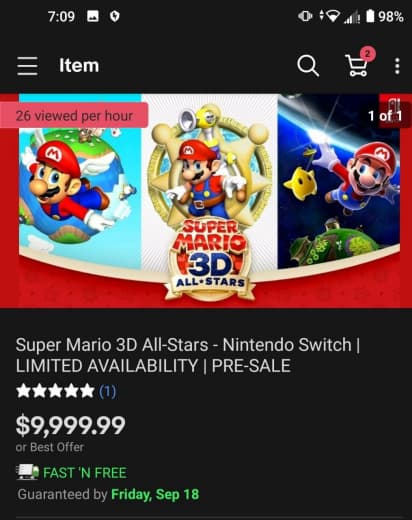 7:09
98%
Item
2
26 viewed per hour
1 of 1
M
M
M
SUPER
MARIO
3D
ALL★STARS
Super Mario 3D All-Stars - Nintendo Switch |
LIMITED AVAILABILITY | PRE-SALE
(1)
$9,999.99
or Best Offer
FAST 'N FREE
Guaranteed by Friday, Sep 18